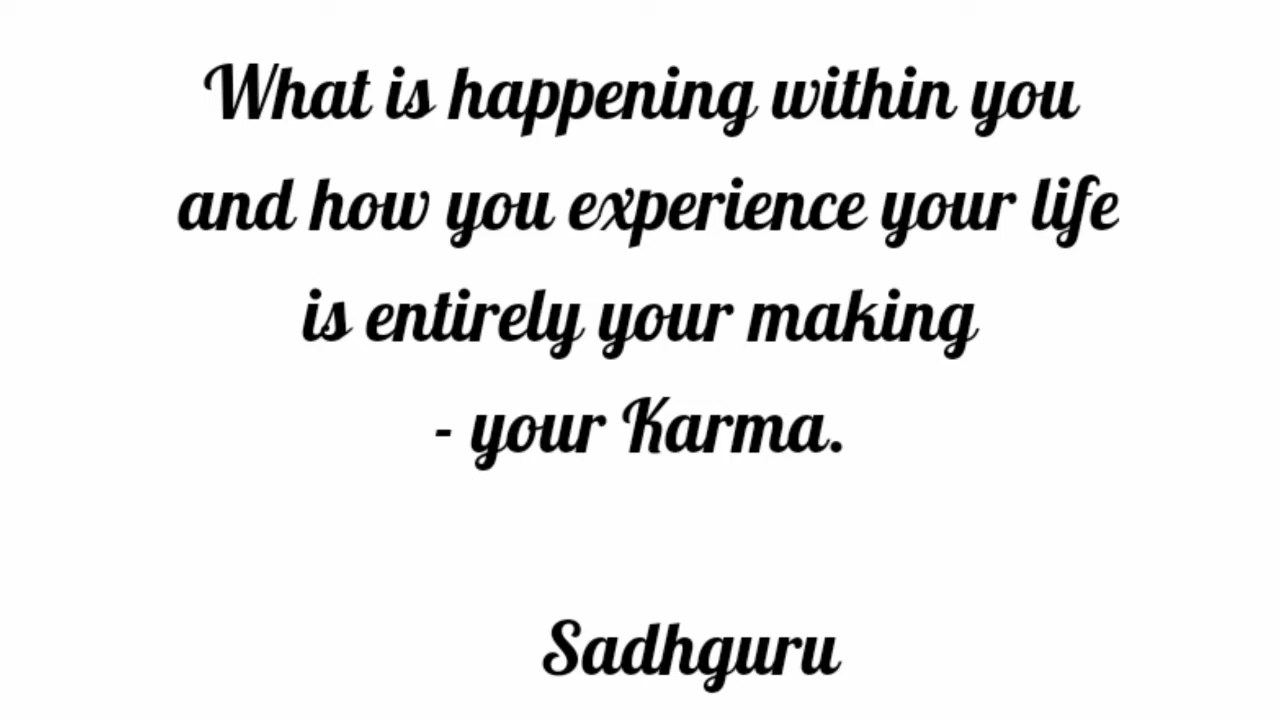 What is happening within you
and how you experience your life
is entirely your making
- your Karma.
Sadhguru